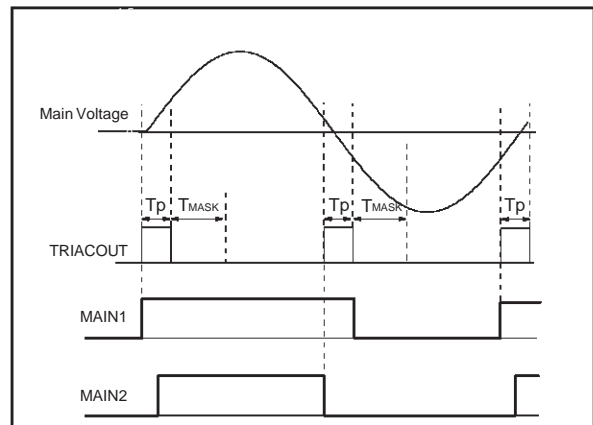 Main Voltage
Tp TMASK Tp TMASK Tp
TRIACOUT
MAIN1
MAIN2